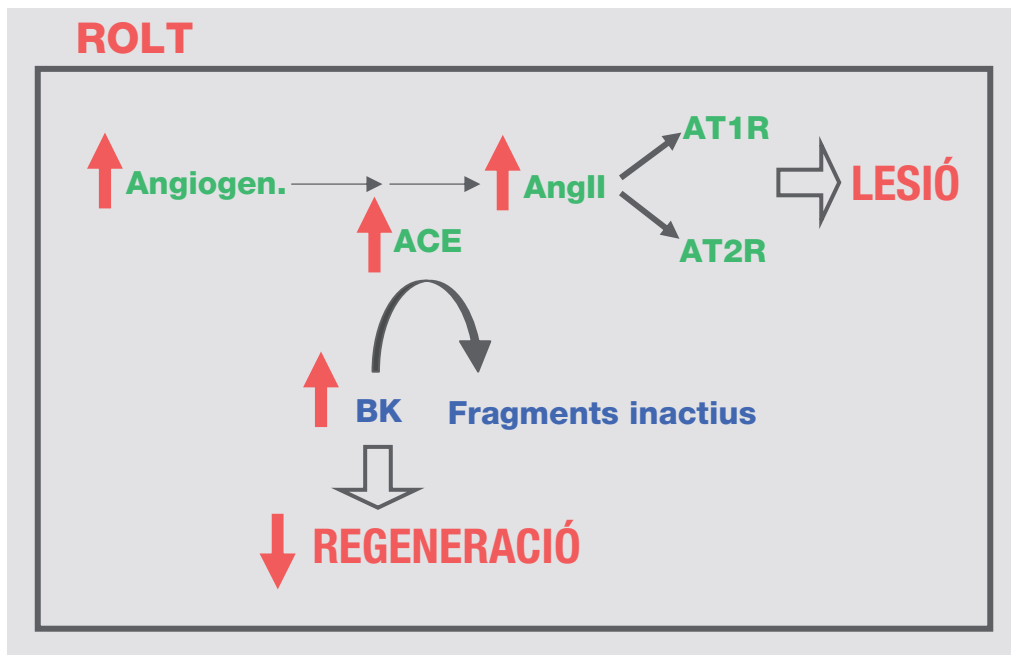 ROLT
AT1R
Angiogen.
AngII
LESIÓ
ACE
AT2R
BK
Fragments inactius
REGENERACIÓ